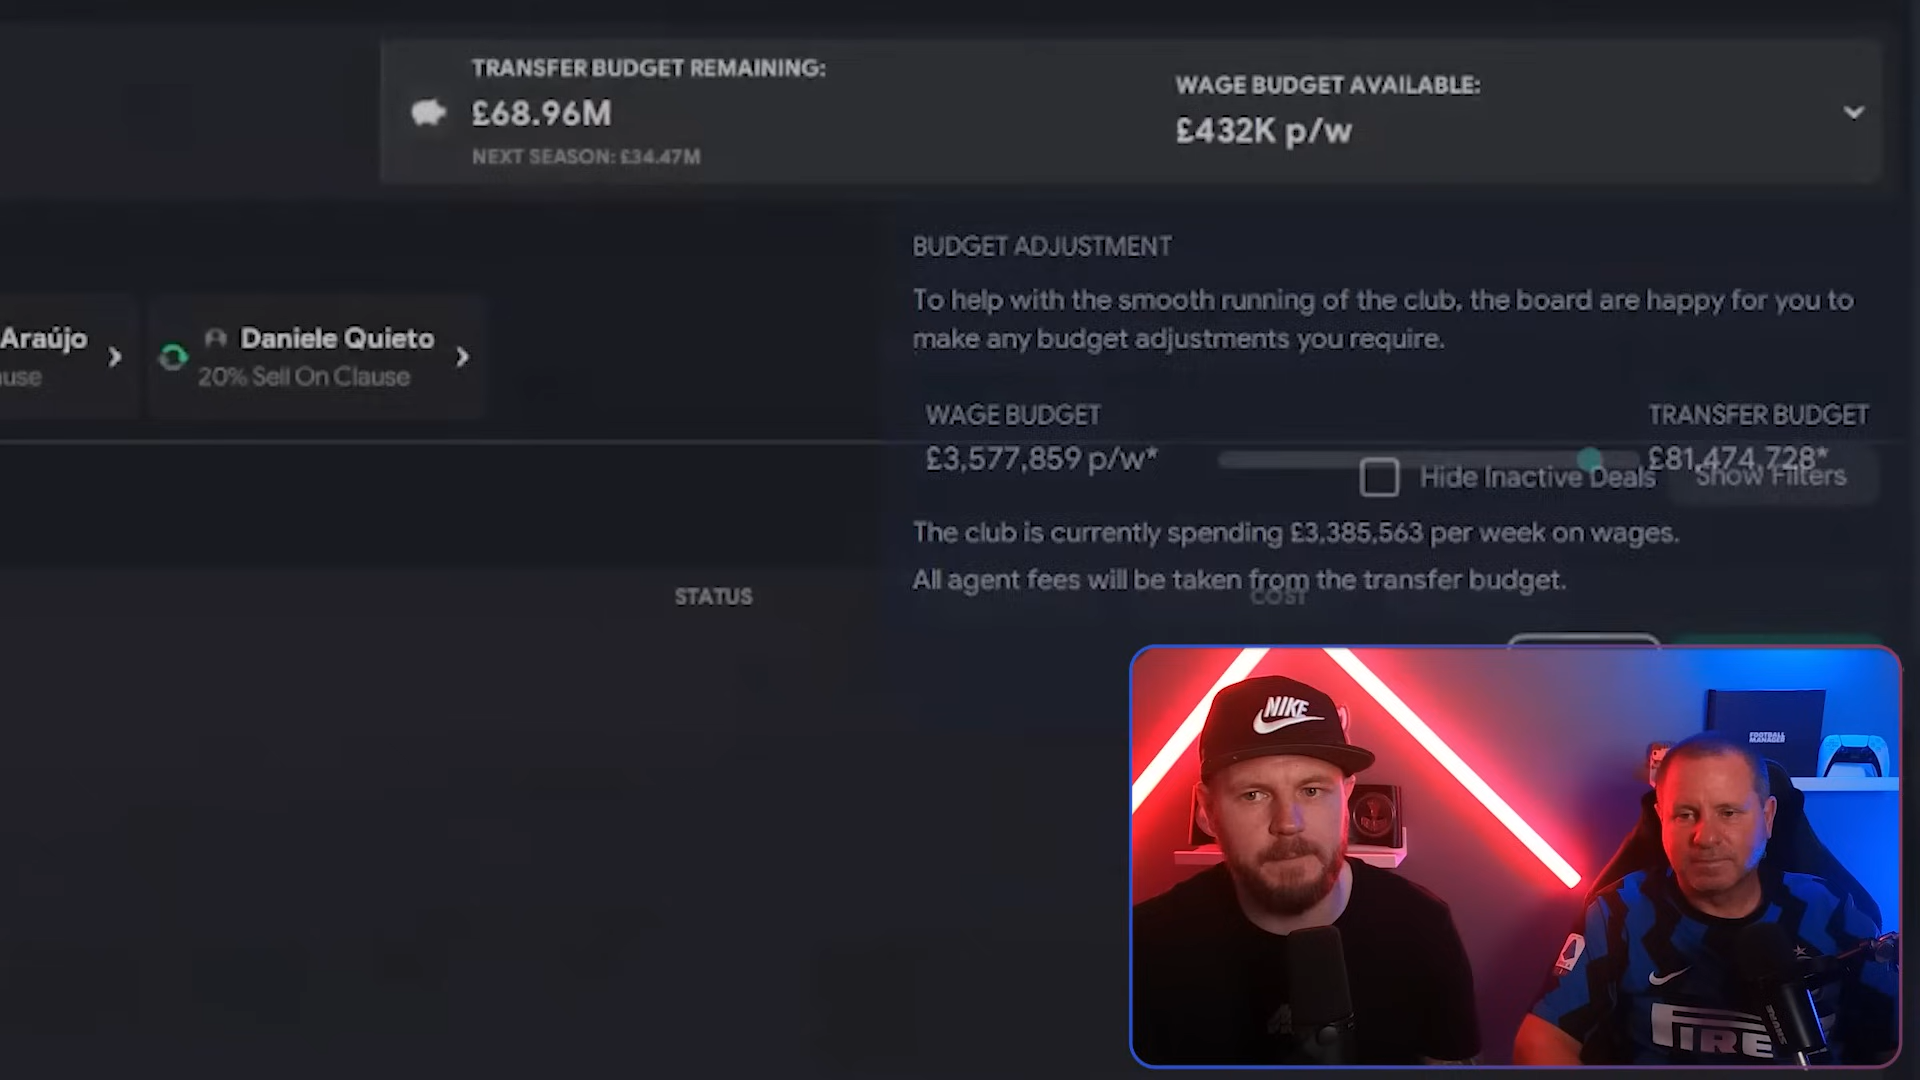 TRANSFER BUDGET REMAINING:
£68.96M
NEXT SEASON: £34.47M
WAGE BUDGET AVAILABLE:
£432K p/w
BUDGET ADJUSTMENT
To help with the smooth running of the club, the board are happy for you to
make any budget adjustments you require.
Araújo
Daniele Quieto
20% Sell On Clause
WAGE BUDGET
£3,577,859 p/w*
TRANSFER BUDGET
£81,474,728*
Hide Inactive Deals
Show Filters
The club is currently spending £3,385,563 per week on wages.
All agent fees will be taken from the transfer budget.
STATUS
COST
NIKE
FOOTBALL
MANAGER
PIRE